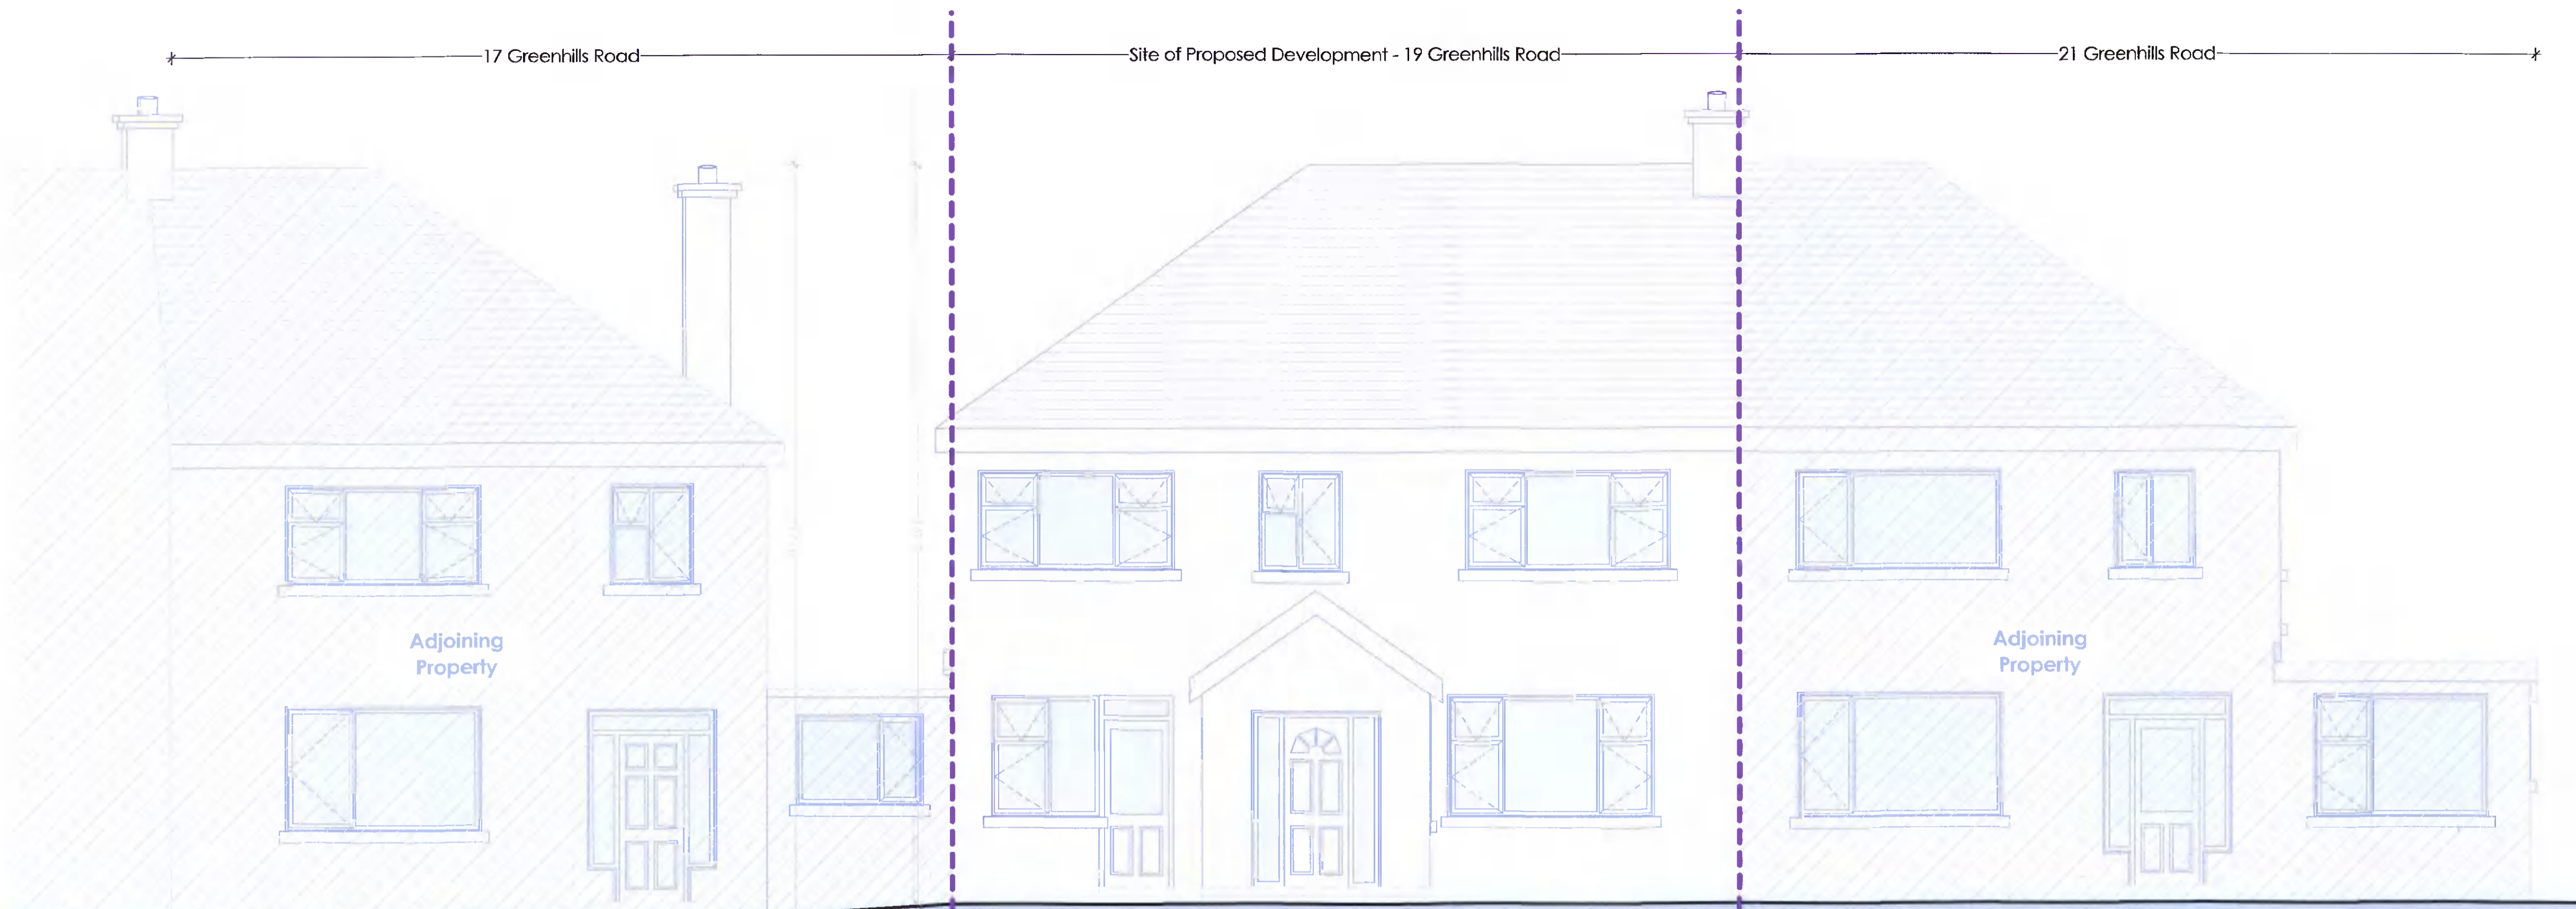 17 Greenhills Road
Site of Proposed Development - 19 Greenhills Road
21 Greenhills Road
Adjoining
Property
Adjoining
Property